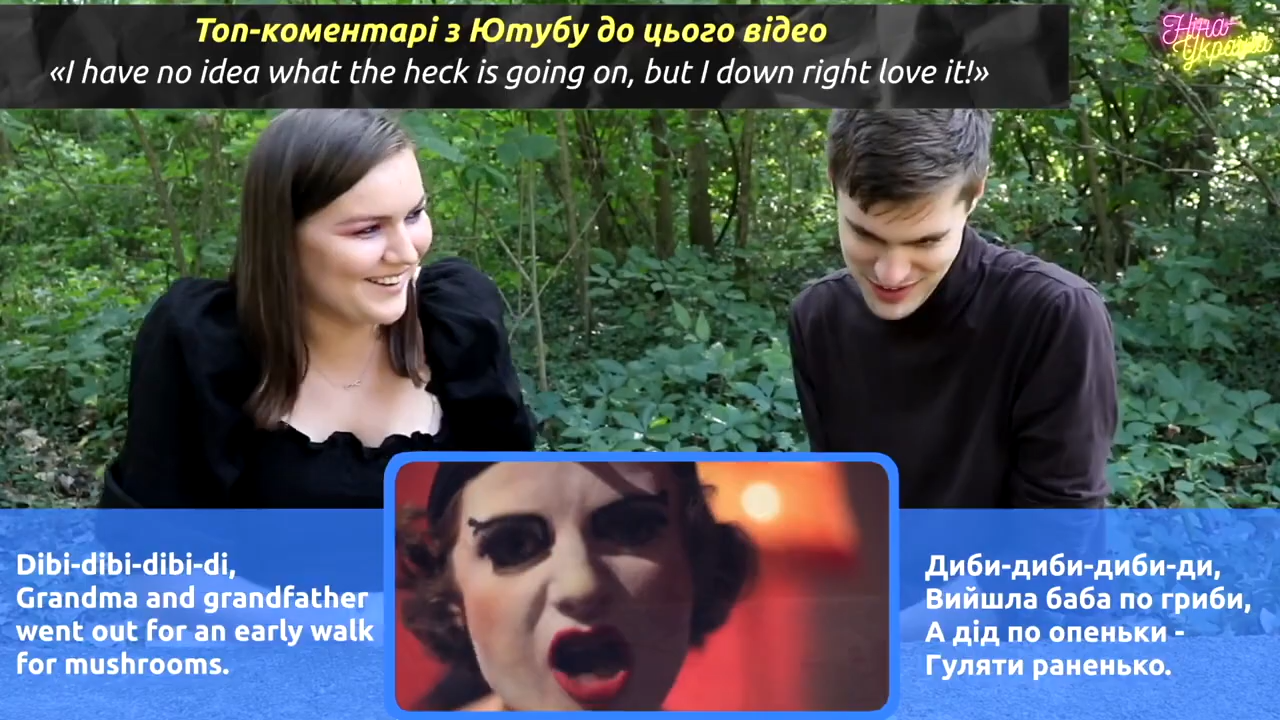 Топ-коментарі з Ютубу до цього відео
«I have no idea what the heck is going on, but I down right love it!»
Ніна
Україна
Dibi-dibi-dibi-di,
Grandma and grandfather
went out for an early walk
for mushrooms.
Диби-диби-диби-ди,
Вийшла баба по гриби,
А дід по опеньки -
Гуляти раненько.